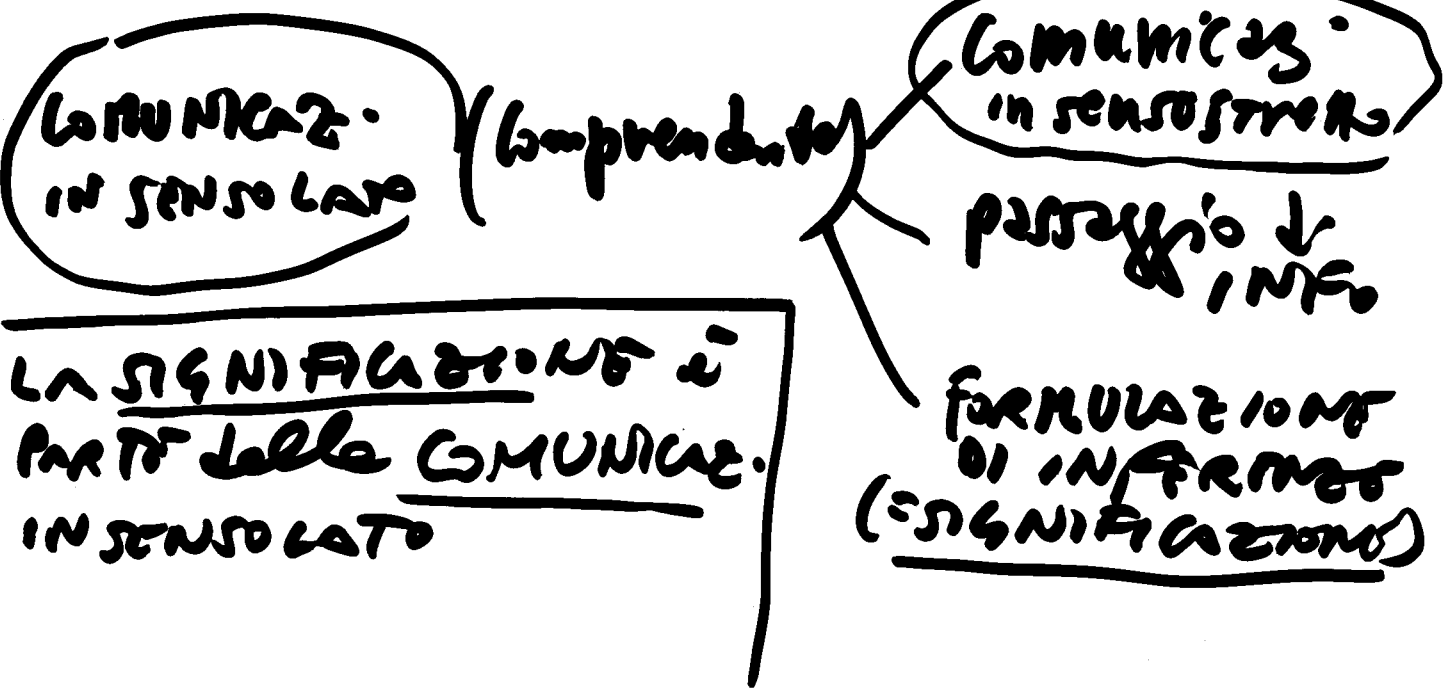 COMUNICAZ.
IN SENSO LATO
(comprendente)
Comunicaz.
in senso stretto
passaggio di
INFO
FORMULAZIONE
DI INFERENZE
(=SIGNIFICAZIONE)
LA SIGNIFICAZIONE è
PARTE della COMUNICAZ.
IN SENSO LATO